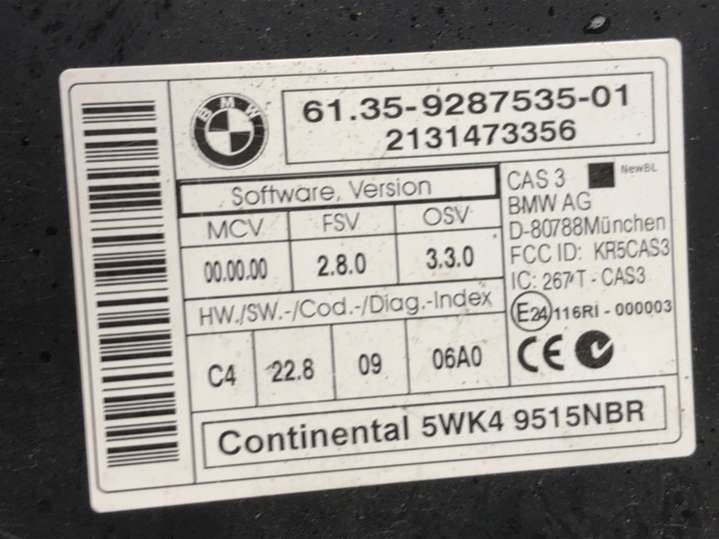 BMW
61.35-9287535-01
2131473356
Software, Version
MCV FSV OSV
00.00.00 2.8.0 3.3.0
HW./SW.-/Cod.-/Diag.-Index
C4 22.8 09 06A0
CAS 3 NewBL
BMW AG
D-80788München
FCC ID: KR5CAS3
IC: 267T - CAS3
E24 116RI - 000003
CE
Continental 5WK4 9515NBR